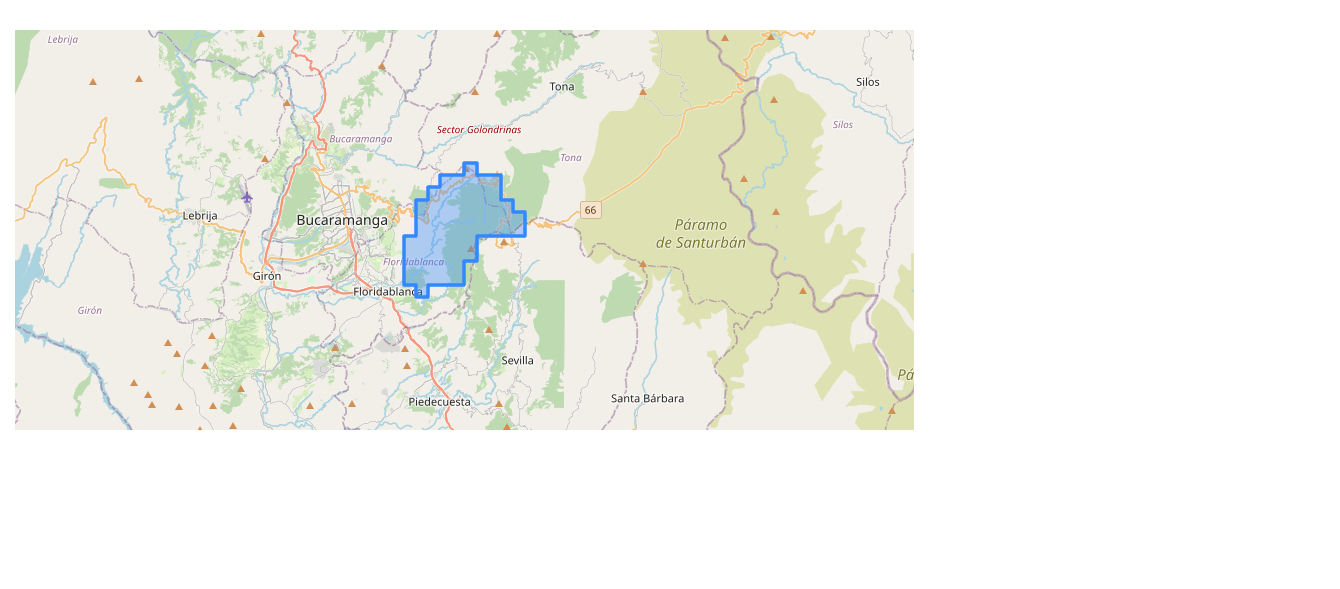 Lebrija
Tona
Silos
Sector Golondrinas
Silos
Bucaramanga
Tona
66
Lebrija
Bucaramanga
Páramo
de Santurbán
Floridablanca
Girón
Floridablanca
Girón
Sevilla
Pá
Santa Bárbara
Piedecuesta